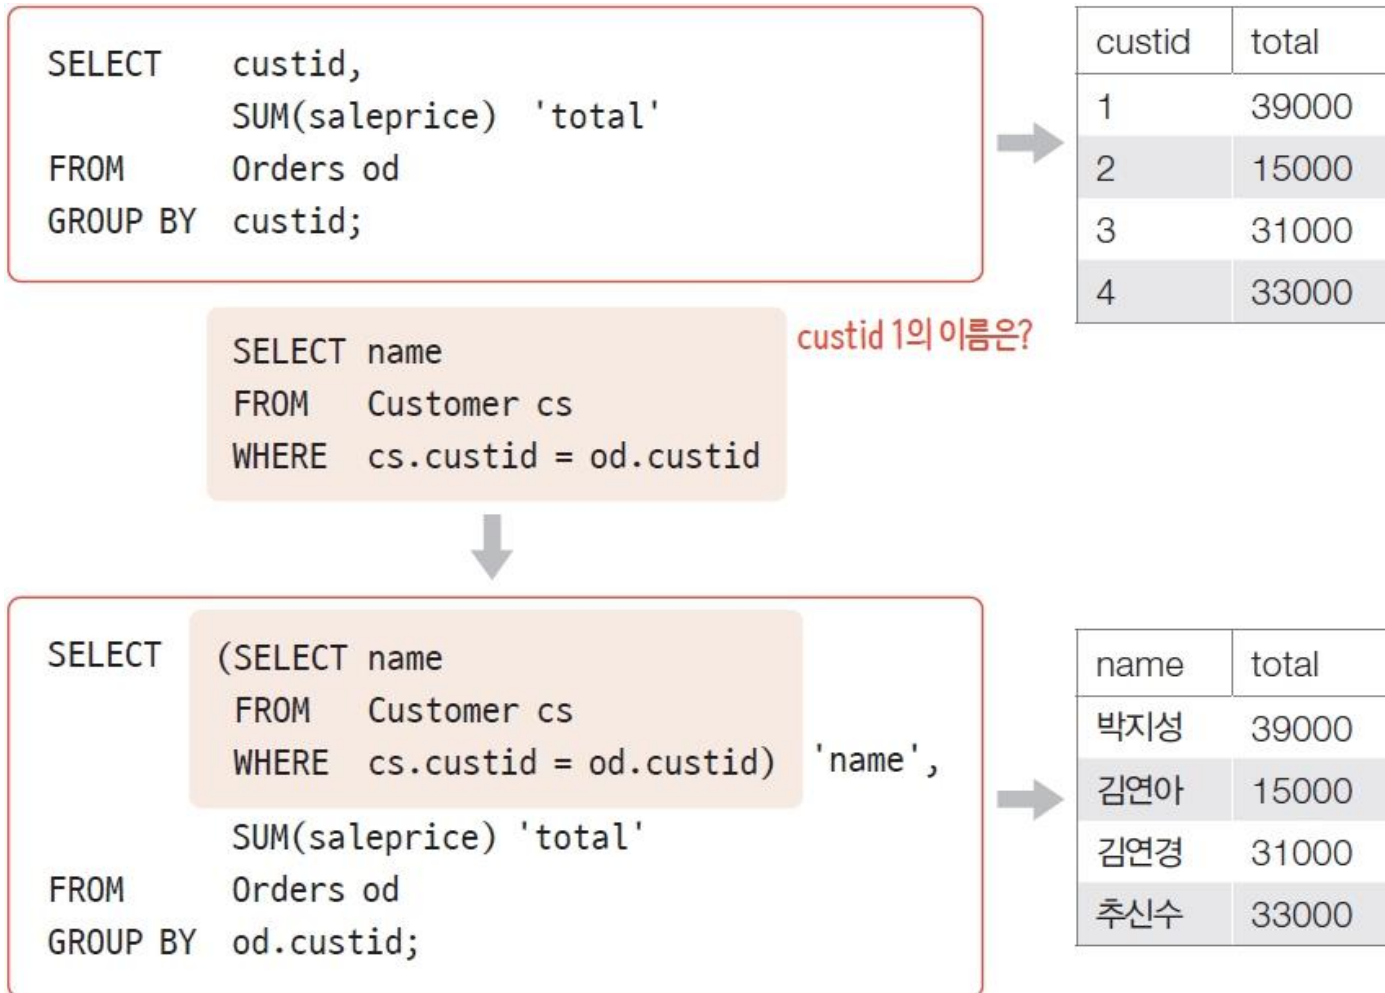 SELECT custid,
SUM(saleprice) 'total'
FROM Orders od
GROUP BY custid;
custid total
1 39000
2 15000
3 31000
4 33000
SELECT name
FROM Customer cs
WHERE cs.custid = od.custid
custid 1의 이름은?
SELECT (SELECT name
FROM Customer cs
WHERE cs.custid = od.custid) 'name',
SUM(saleprice) 'total'
FROM Orders od
GROUP BY od.custid;
name total
박지성 39000
김연아 15000
김연경 31000
추신수 33000